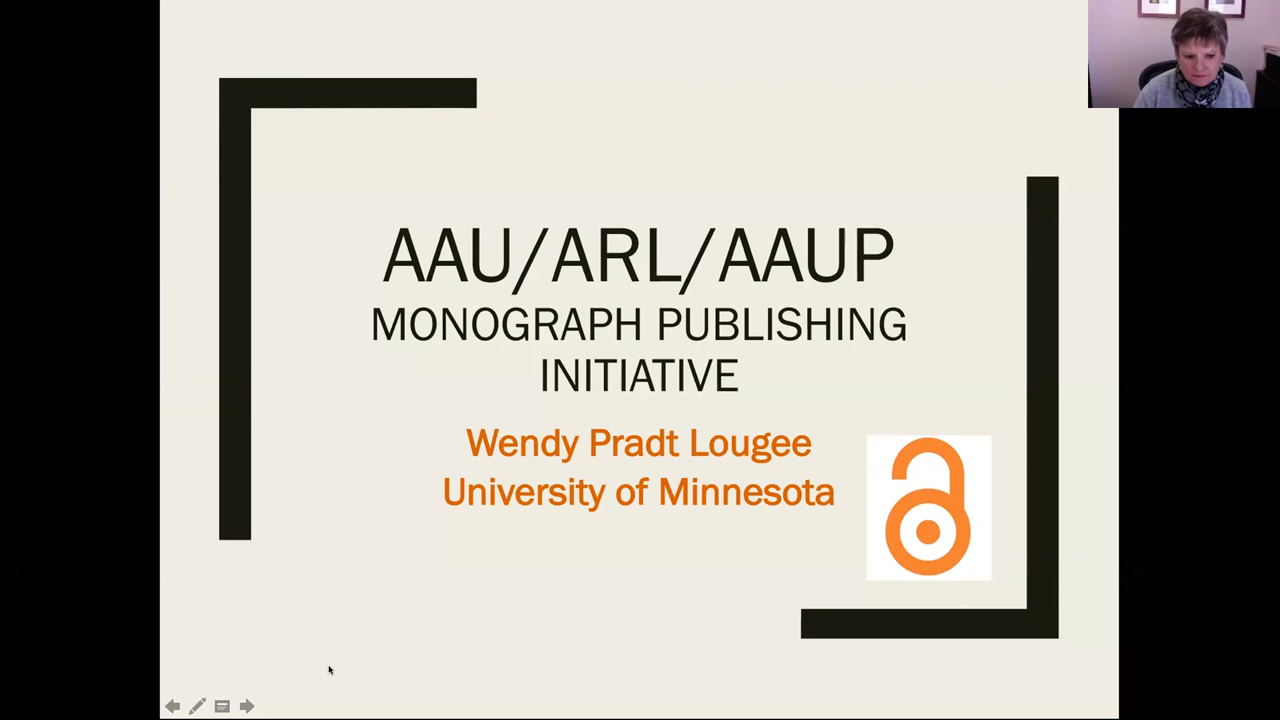 AAU/ARL/AAUP
MONOGRAPH PUBLISHING
INITIATIVE
Wendy Pradt Lougee
University of Minnesota